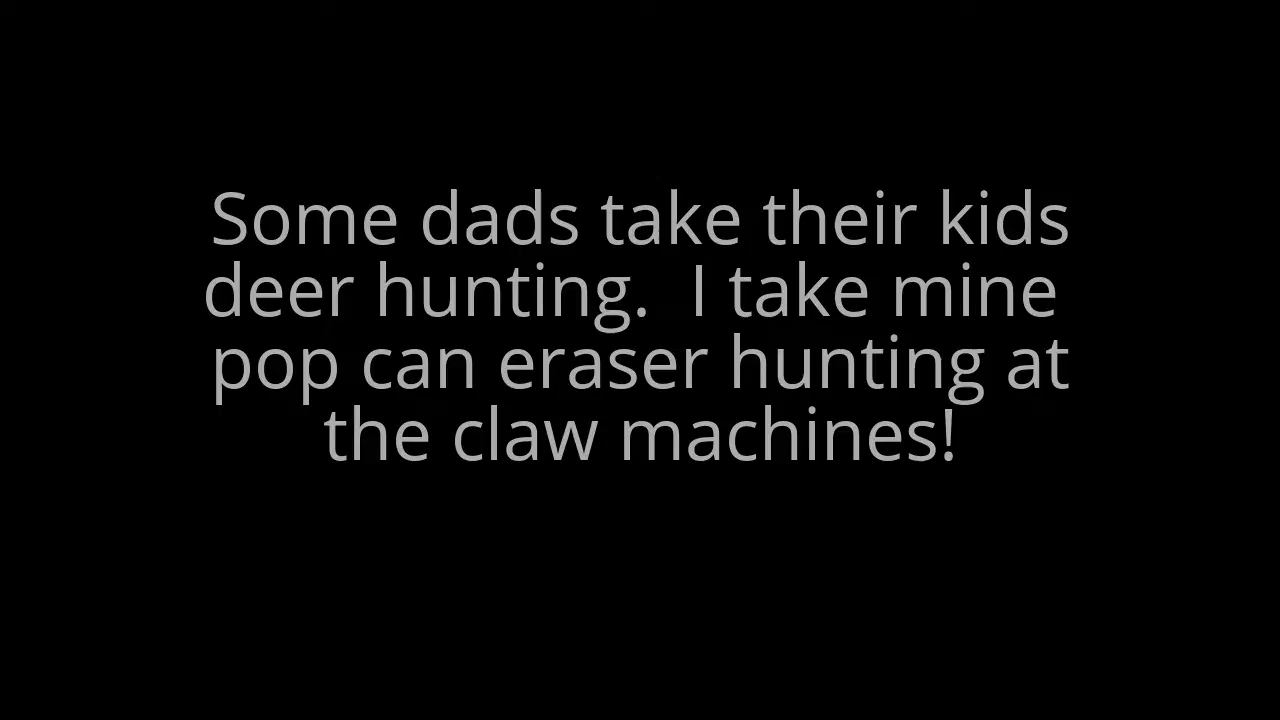 Some dads take their kids
deer hunting.  I take mine
pop can eraser hunting at
the claw machines!